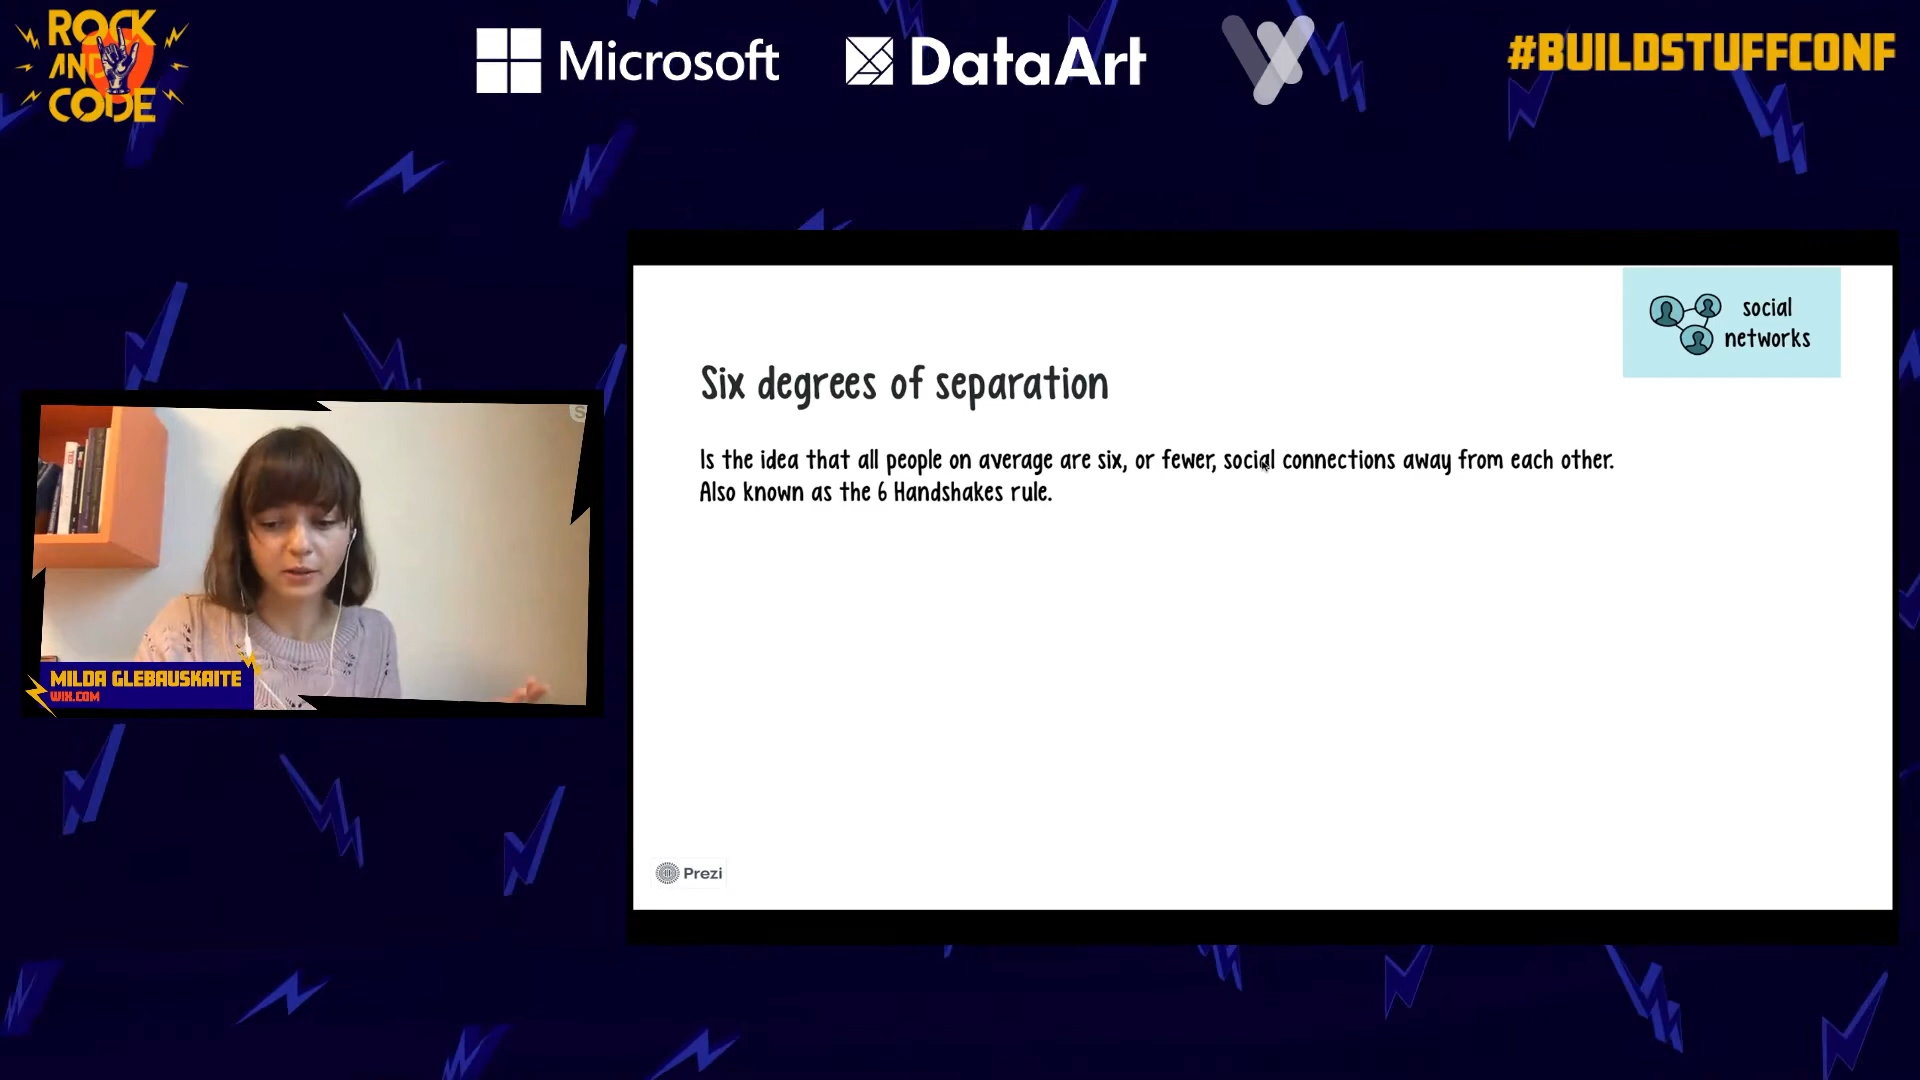 ROCK
AND
CODE
Microsoft
DataArt
#BUILDSTUFFCONF
social
networks
Six degrees of separation
Is the idea that all people on average are six, or fewer, social connections away from each other.
Also known as the 6 Handshakes rule.
MILDA GLEBAUSKAITE
WIX.COM
Prezi